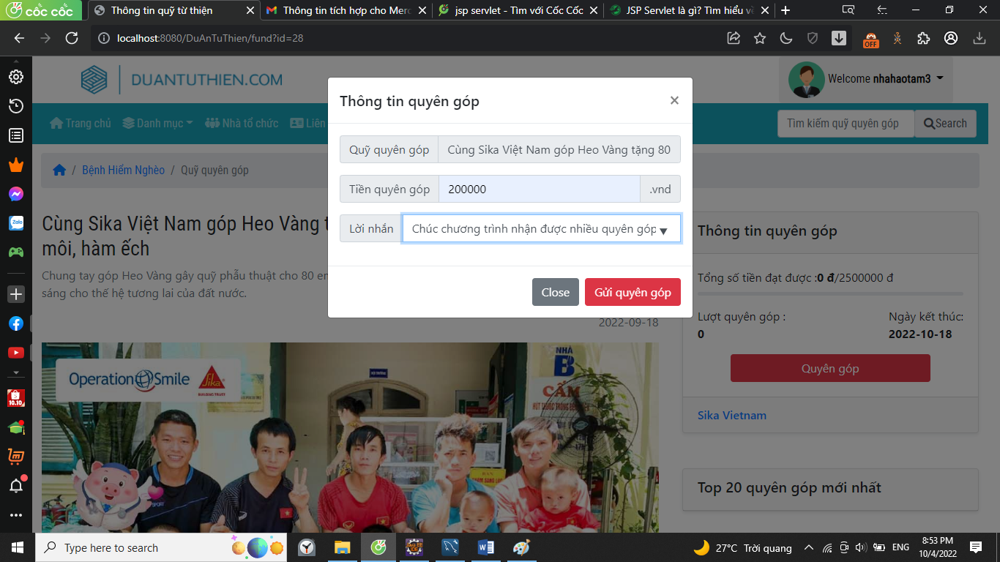 cốc cốc
Thông tin quỹ từ thiện
Thông tin tích hợp cho Merc
jsp servlet - Tìm với Cốc Cốc
JSP Servlet là gì? Tìm hiểu về
localhost:8080/DuAnTuThien/fund?id=28
OFF
DUANTUTHIEN.COM
Welcome nhahaotam3
Trang chủ
Danh mục
Nhà tổ chức
Liên
Tìm kiếm quỹ quyên góp
Search
/ Bệnh Hiểm Nghèo / Quỹ quyên góp
Thông tin quyên góp
×
Quỹ quyên góp
Cùng Sika Việt Nam góp Heo Vàng tặng 80
Tiền quyên góp
200000
.vnd
Lời nhắn
Chúc chương trình nhận được nhiều quyên góp
Close
Gửi quyên góp
Cùng Sika Việt Nam góp Heo Vàng t
môi, hàm ếch
Chung tay góp Heo Vàng gây quỹ phẫu thuật cho 80 em
sáng cho thế hệ tương lai của đất nước.
2022-09-18
Operation Smile
Sika
BUILDING TRUST
NHÀ
B
CẤM
Thông tin quyên góp
Tổng số tiền đạt được :0 đ/2500000 đ
Lượt quyên góp :
0
Ngày kết thúc:
2022-10-18
Quyên góp
Sika Vietnam
Top 20 quyên góp mới nhất
Zalo
10.10
Type here to search
27°C Trời quang
ENG
8:53 PM
10/4/2022